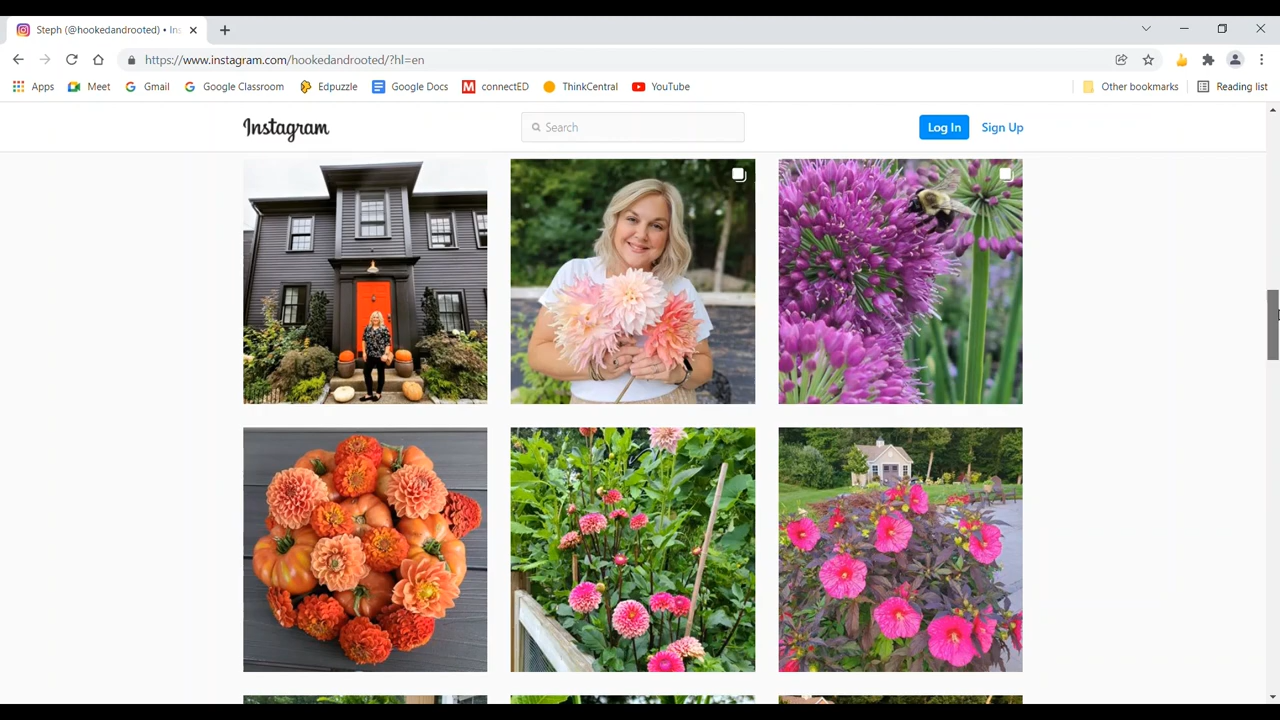 Steph (@hookedandrooted) • Ins
https://www.instagram.com/hookedandrooted/?hl=en
Apps Meet Gmail Google Classroom Edpuzzle Google Docs connectED ThinkCentral YouTube Other bookmarks Reading list
Instagram Search Log In Sign Up